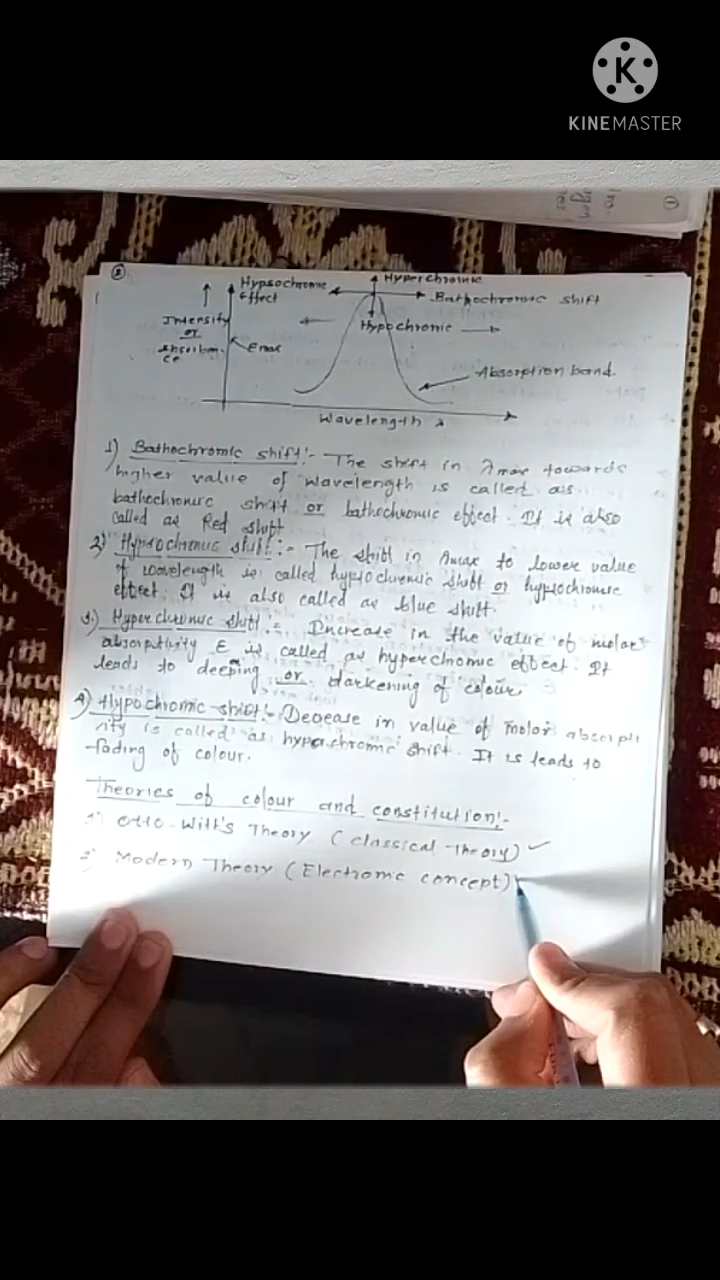 KINEMASTER
②
Hypsochromic Effect
Hyperchromic
Bathochromic shift
Intensity or Absorbance
Emax
Hypochromic
Absorption band
Wavelength λ
1) Bathochromic shift :- The shift in λmax towards
higher value of wavelength is called as
bathochromic shift or bathochromic effect. It is also
called as Red shift
2) Hypsochromic shift :- The shift in λmax to lower value
of wavelength is called hypsochromic shift or hypsochromic
effect. It is also called as blue shift.
3) Hyperchromic shift :- Increase in the value of molar
absorptivity ε is called as hyperchomic effect. It
leads to deeping or darkening of colour
4) Hypochromic shift :- Decease in value of molar absorpti
vity is called as hypochromic shift. It is leads to
fading of colour.
Theories of colour and constitution:-
1) Otto-Witt's Theory (Classical Theory) ✓
2) Modern Theory (Electronic concept)